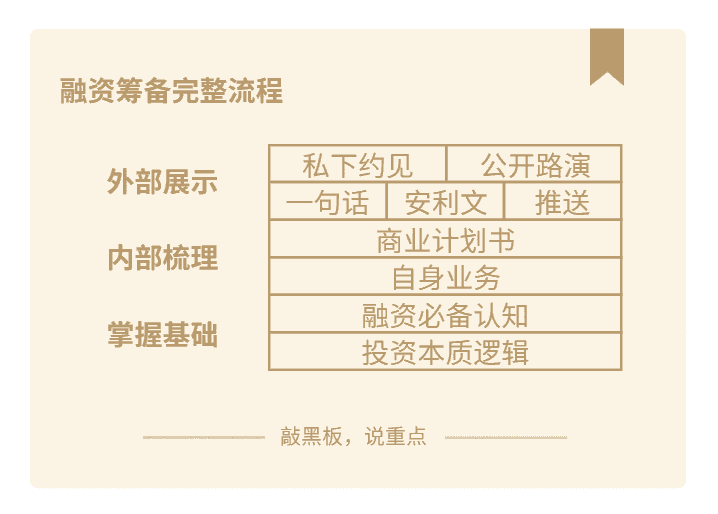 融资筹备完整流程
外部展示
私下约见 公开路演
一句话 安利文 推送
内部梳理
商业计划书
自身业务
掌握基础
融资必备认知
投资本质逻辑
敲黑板，说重点